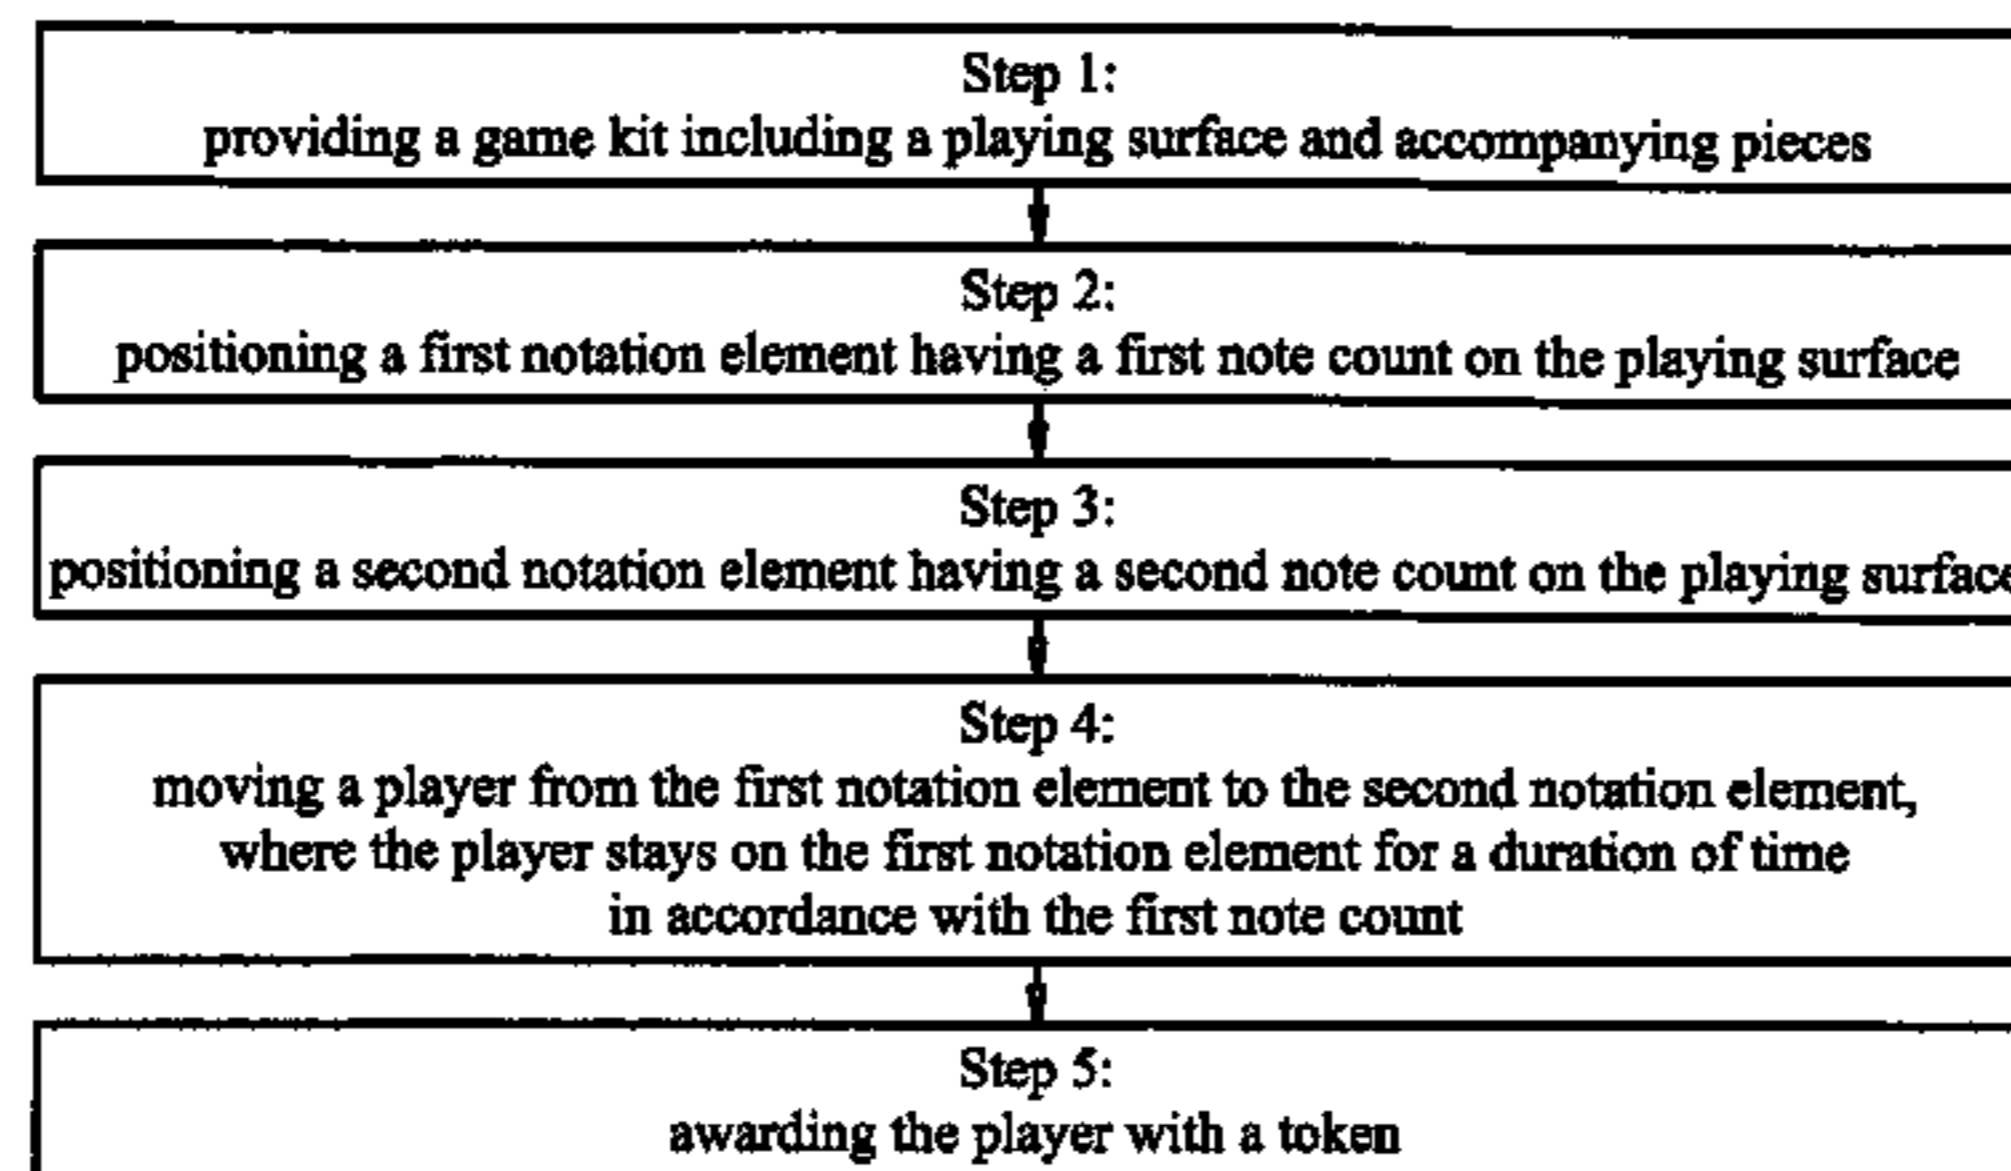 Step 1:
providing a game kit including a playing surface and accompanying pieces
Step 2:
positioning a first notation element having a first note count on the playing surface
Step 3:
positioning a second notation element having a second note count on the playing surface
Step 4:
moving a player from the first notation element to the second notation element,
where the player stays on the first notation element for a duration of time
in accordance with the first note count
Step 5:
awarding the player with a token